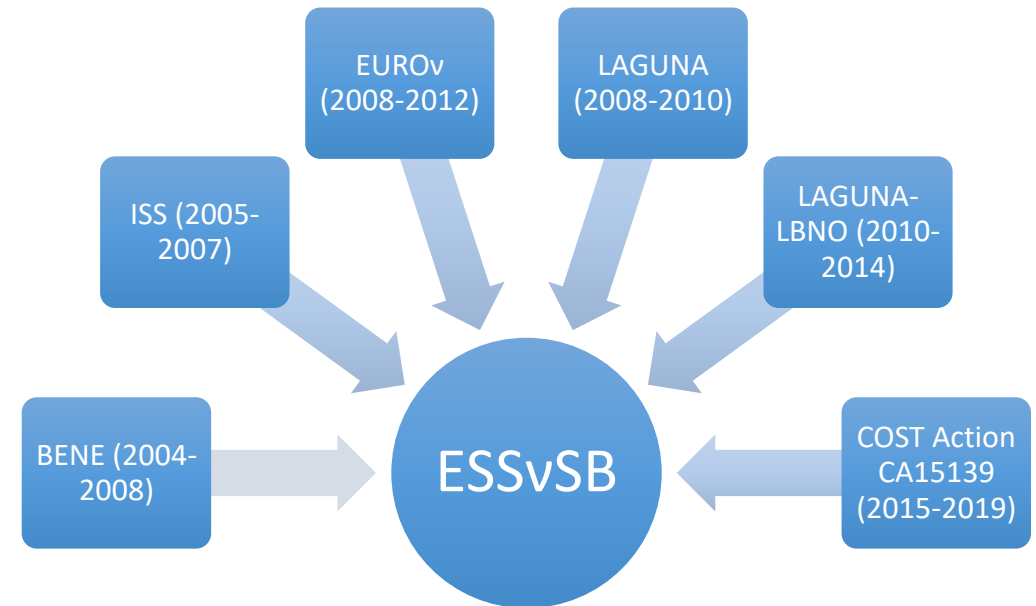 EUROν
(2008-2012)
LAGUNA
(2008-2010)
ISS (2005-
2007)
LAGUNA-
LBNO (2010-
2014)
BENE (2004-
2008)
ESSνSB
COST Action
CA15139
(2015-2019)